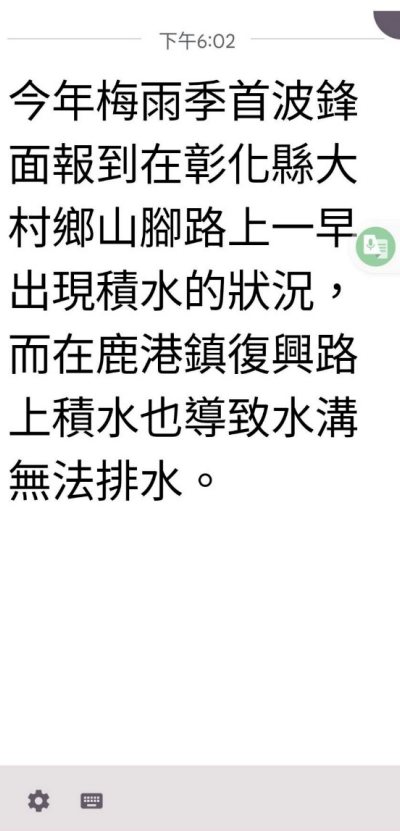 下午6:02
今年梅雨季首波鋒
面報到在彰化縣大
村鄉山腳路上一早
出現積水的狀況，
而在鹿港鎮復興路
上積水也導致水溝
無法排水。